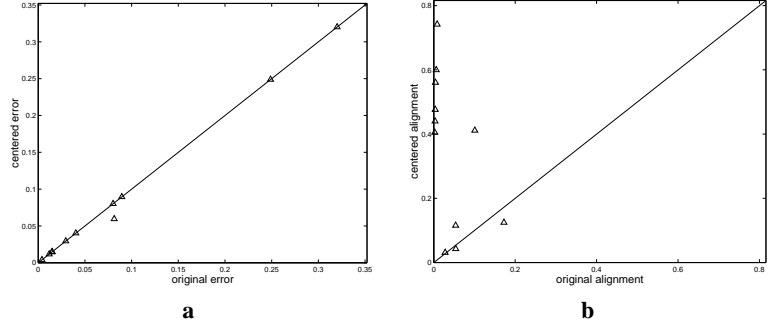 0.35
0.3
0.25
0.2
0.15
0.1
0.05
0
centered error
0 0.05 0.1 0.15 0.2 0.25 0.3 0.35
original error
a
0.8
0.6
0.4
0.2
0
centered alignment
0 0.2 0.4 0.6 0.8
original alignment
b